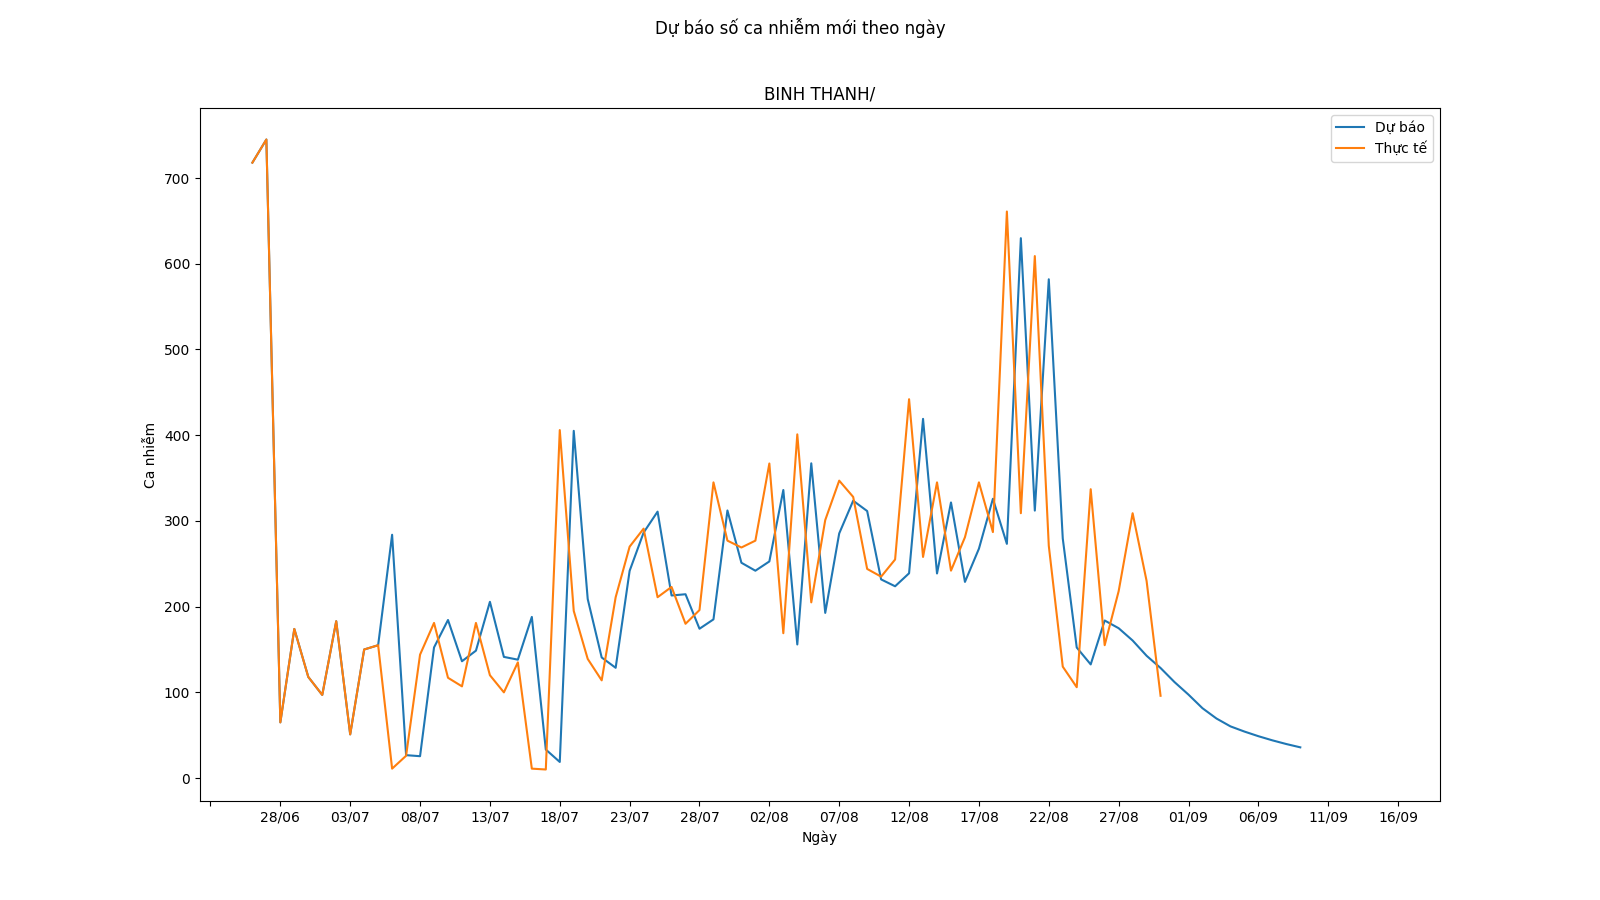 Dự báo số ca nhiễm mới theo ngày
BINH THANH/
Dự báo
Thực tế
700
600
500
400
300
200
100
0
Ca nhiễm
28/06 03/07 08/07 13/07 18/07 23/07 28/07 02/08 07/08 12/08 17/08 22/08 27/08 01/09 06/09 11/09 16/09
Ngày